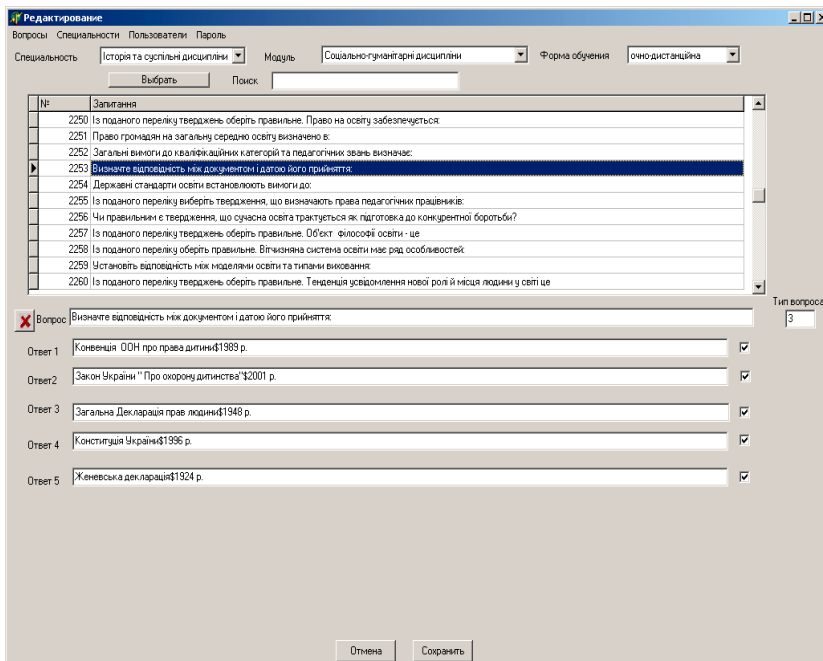 Редактирование
Вопросы Специальности Пользователи Пароль
Специальность Історія та суспільні дисципліни Модуль Соціально-гуманітарні дисципліни Форма обучения очно-дистанційна
Выбрать Поиск
№ Запитання
2250 Із поданого переліку тверджень оберіть правильне. Право на освіту забезпечується:
2251 Право громадян на загальну середню освіту визначено в:
2252 Загальні вимоги до кваліфікаційних категорій та педагогічних звань визначає:
2253 Визначте відповідність між документом і датою його прийняття:
2254 Державні стандарти освіти встановлюють вимоги до:
2255 Із поданого переліку виберіть твердження, що визначають права педагогічних працівників:
2256 Чи правильним є твердження, що сучасна освіта трактується як підготовка до конкурентної боротьби?
2257 Із поданого переліку тверджень оберіть правильне. Об'єкт філософії освіти - це
2258 Із поданого переліку оберіть правильне. Вітчизняна система освіти має ряд особливостей:
2259 Установіть відповідність між моделями освіти та типами виховання:
2260 Із поданого переліку тверджень оберіть правильне. Тенденція усвідомлення нової ролі й місця людини у світі це
Тип вопроса
Вопрос Визначте відповідність між документом і датою його прийняття: 3
Ответ 1 Конвенція ООН про права дитини$1989 р.
Ответ2 Закон України " Про охорону дитинства"$2001 р.
Ответ 3 Загальна Декларація прав людини$1948 р.
Ответ 4 Конституція України$1996 р.
Ответ 5 Женевська декларація$1924 р.
Отмена Сохранить